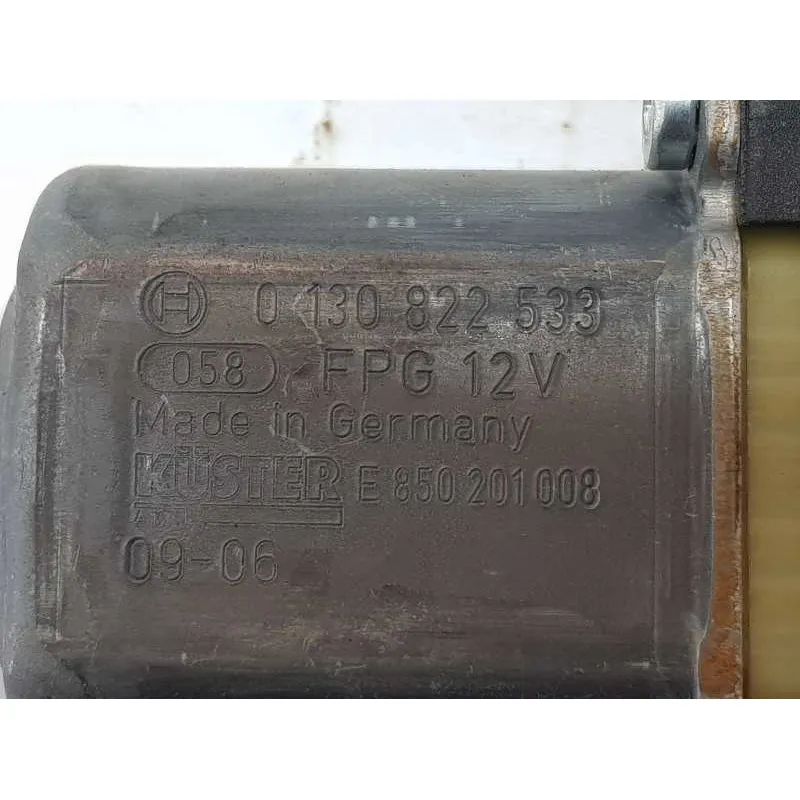 0 130 822 533
058 FPG 12V
Made in Germany
KÜSTER E 850 201 008
09-06